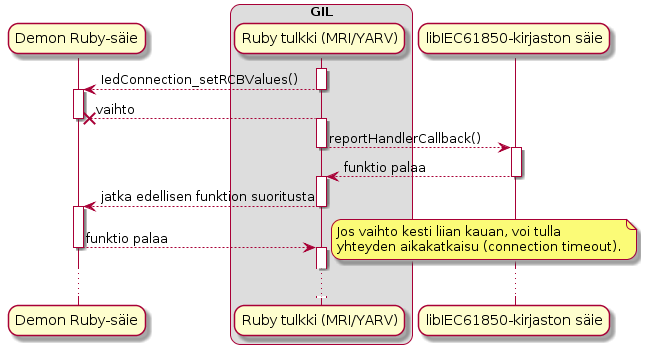 GIL
Demon Ruby-säie
Ruby tulkki (MRI/YARV)
libIEC61850-kirjaston säie
IedConnection_setRCBValues()
vaihto
reportHandlerCallback()
funktio palaa
jatka edellisen funktion suoritusta
Jos vaihto kesti liian kauan, voi tulla
yhteyden aikakatkaisu (connection timeout).
funktio palaa
Demon Ruby-säie
Ruby tulkki (MRI/YARV)
libIEC61850-kirjaston säie